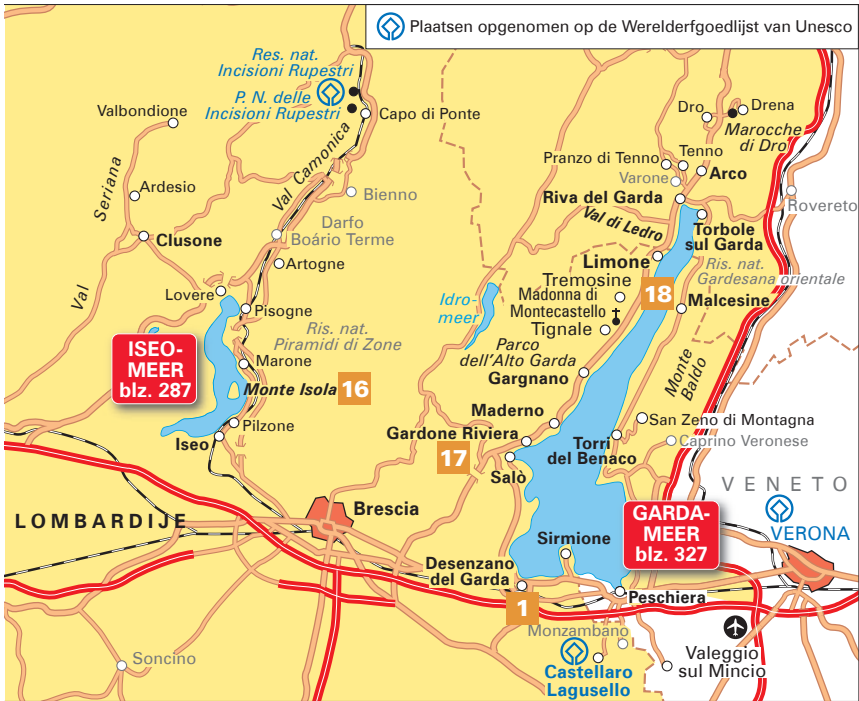 Plaatsen opgenomen op de Werelderfgoedlijst van Unesco
Res. nat.
Incisioni Rupestri
P. N. delle
Incisioni Rupestri
Capo di Ponte
Valbondione
Val Camonica
Bienno
Ardesio
Val Seriana
Clusone
Darfo
Boário Terme
Artogne
Lovere
Pisogne
Ris. nat.
Piramidi di Zone
ISEO-
MEER
blz. 287
Marone
Monte Isola
16
Pilzone
Iseo
Dro
Drena
Marocche
di Dro
Pranzo di Tenno
Tenno
Varone
Arco
Riva del Garda
Rovereto
Val di Ledro
Torbole
sul Garda
Limone
Ris. nat.
Gardesana orientale
Tremosine
18
Idro-
meer
Madonna di
Montecastello
Malcesine
Tignale
Parco
dell'Alto Garda
Gargnano
Monte
Baldo
Maderno
San Zeno di Montagna
Gardone Riviera
Torri
del Benaco
Caprino Veronese
17
Salò
VENETO
GARDA-
MEER
blz. 327
VERONA
Brescia
LOMBARDIJE
Sirmione
Desenzano
del Garda
1
Peschiera
Monzambano
Valeggio
sul Mincio
Soncino
Castellaro
Lagusello